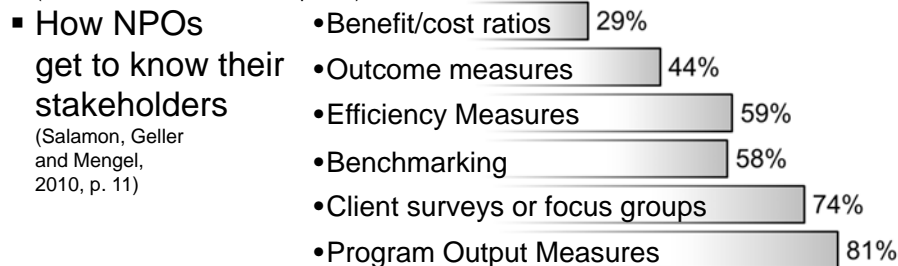 ▪ How NPOs
get to know their
stakeholders
(Salamon, Geller
and Mengel,
2010, p. 11)
•Benefit/cost ratios 29%
•Outcome measures 44%
•Efficiency Measures 59%
•Benchmarking 58%
•Client surveys or focus groups 74%
•Program Output Measures 81%